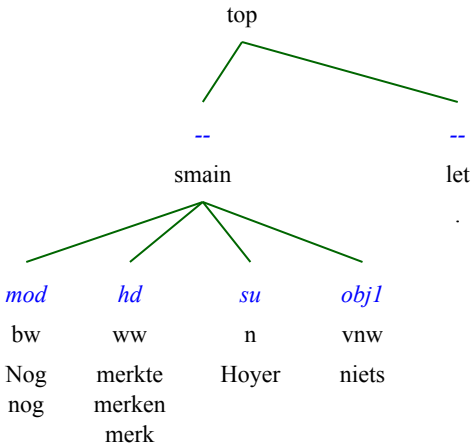 top
-- --
smain let
.
mod hd su obj1
bw ww n vnw
Nog merkte Hoyer niets
nog merken
merk